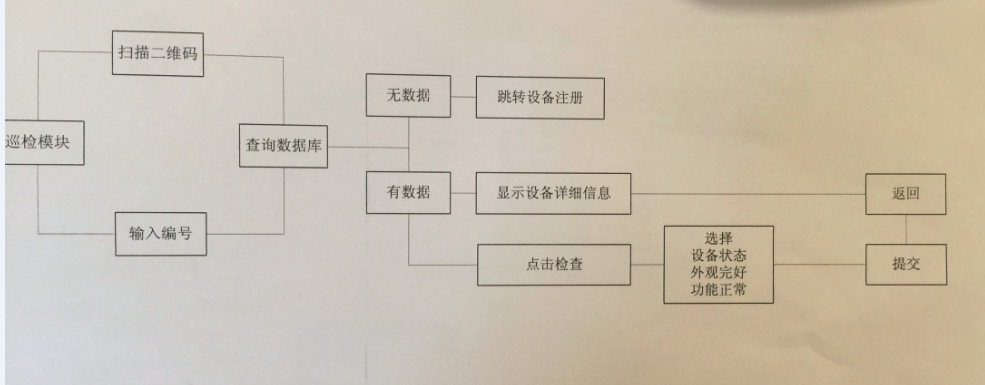 扫描二维码
无数据
跳转设备注册
巡检模块
查询数据库
有数据
显示设备详细信息
返回
输入编号
点击检查
选择
设备状态
外观完好
功能正常
提交